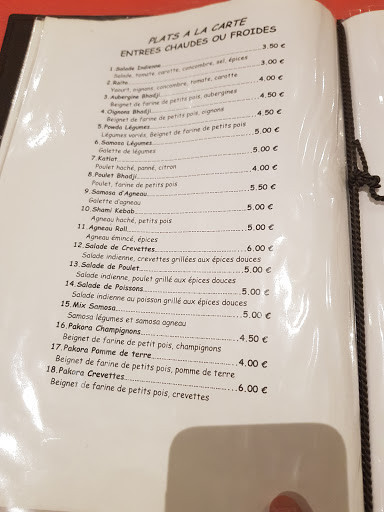 PLATS A LA CARTE
ENTREES CHAUDES OU FROIDES
1.Salade Indienne.....3.50 €
Salade, tomate, carotte, concombre, sel, épices
2.Raita.....3.00 €
Yaourt, oignons, concombre, tomate, carotte
3.Aubergine Bhadji.....4.00 €
Beignet de farine de petits pois, aubergines
4.Oignons Bhadji.....4.50 €
Beignet de farine de petits pois, oignons
5.Powda Légumes.....4.50 €
Légumes variés, Beignet de farine de petits pois
6.Samosa Légumes.....5.00 €
Galette de légumes
7.Katlat.....5.00 €
Poulet haché, panné, citron
8.Poulet Bhadji.....4.00 €
Poulet, farine de petits pois
9.Samosa d'Agneau.....5.50 €
Galette d'agneau
10.Shami Kebab.....5.00 €
Agneau haché, petits pois
11.Agneau Roll.....5.00 €
Agneau émincé, épices
12.Salade de Crevettes.....6.00 €
Salade indienne, crevettes grillées aux épices douces
13.Salade de Poulet.....5.00 €
Salade indienne, poulet grillé aux épices douces
14.Salade de Poissons.....5.00 €
Salade indienne au poisson grillé aux épices douces
15.Mix Samosa.....5.00 €
Samosa légumes et samosa agneau
16.Pakora Champignons.....4.50 €
Beignet de farine de petit pois, champignons
17.Pakora Pomme de terre.....4.00 €
Beignet de farine de petits pois, pomme de terre
18.Pakora Crevettes.....6.00 €
Beignet de farine de petits pois, crevettes